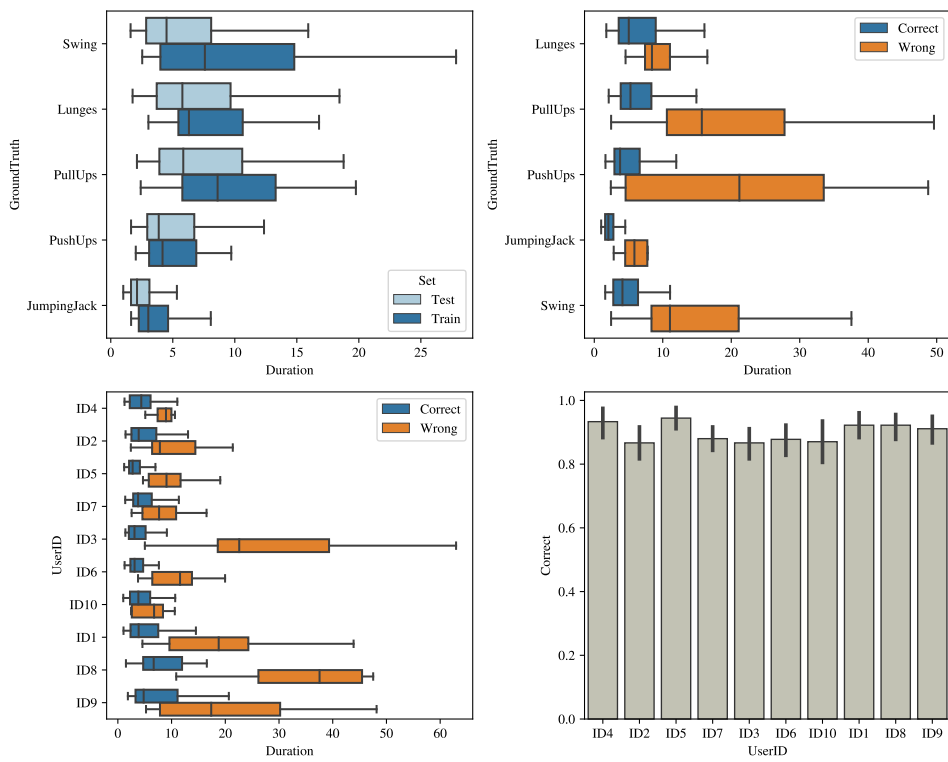 GroundTruth
Swing
Lunges
PullUps
PushUps
JumpingJack
Set
Test
Train
0 5 10 15 20 25
Duration
GroundTruth
Lunges
PullUps
PushUps
JumpingJack
Swing
Correct
Wrong
0 10 20 30 40 50
Duration
UserID
ID4
ID2
ID5
ID7
ID3
ID6
ID10
ID1
ID8
ID9
Correct
Wrong
0 10 20 30 40 50 60
Duration
Correct
1.0
0.8
0.6
0.4
0.2
0.0
ID4 ID2 ID5 ID7 ID3 ID6 ID10 ID1 ID8 ID9
UserID